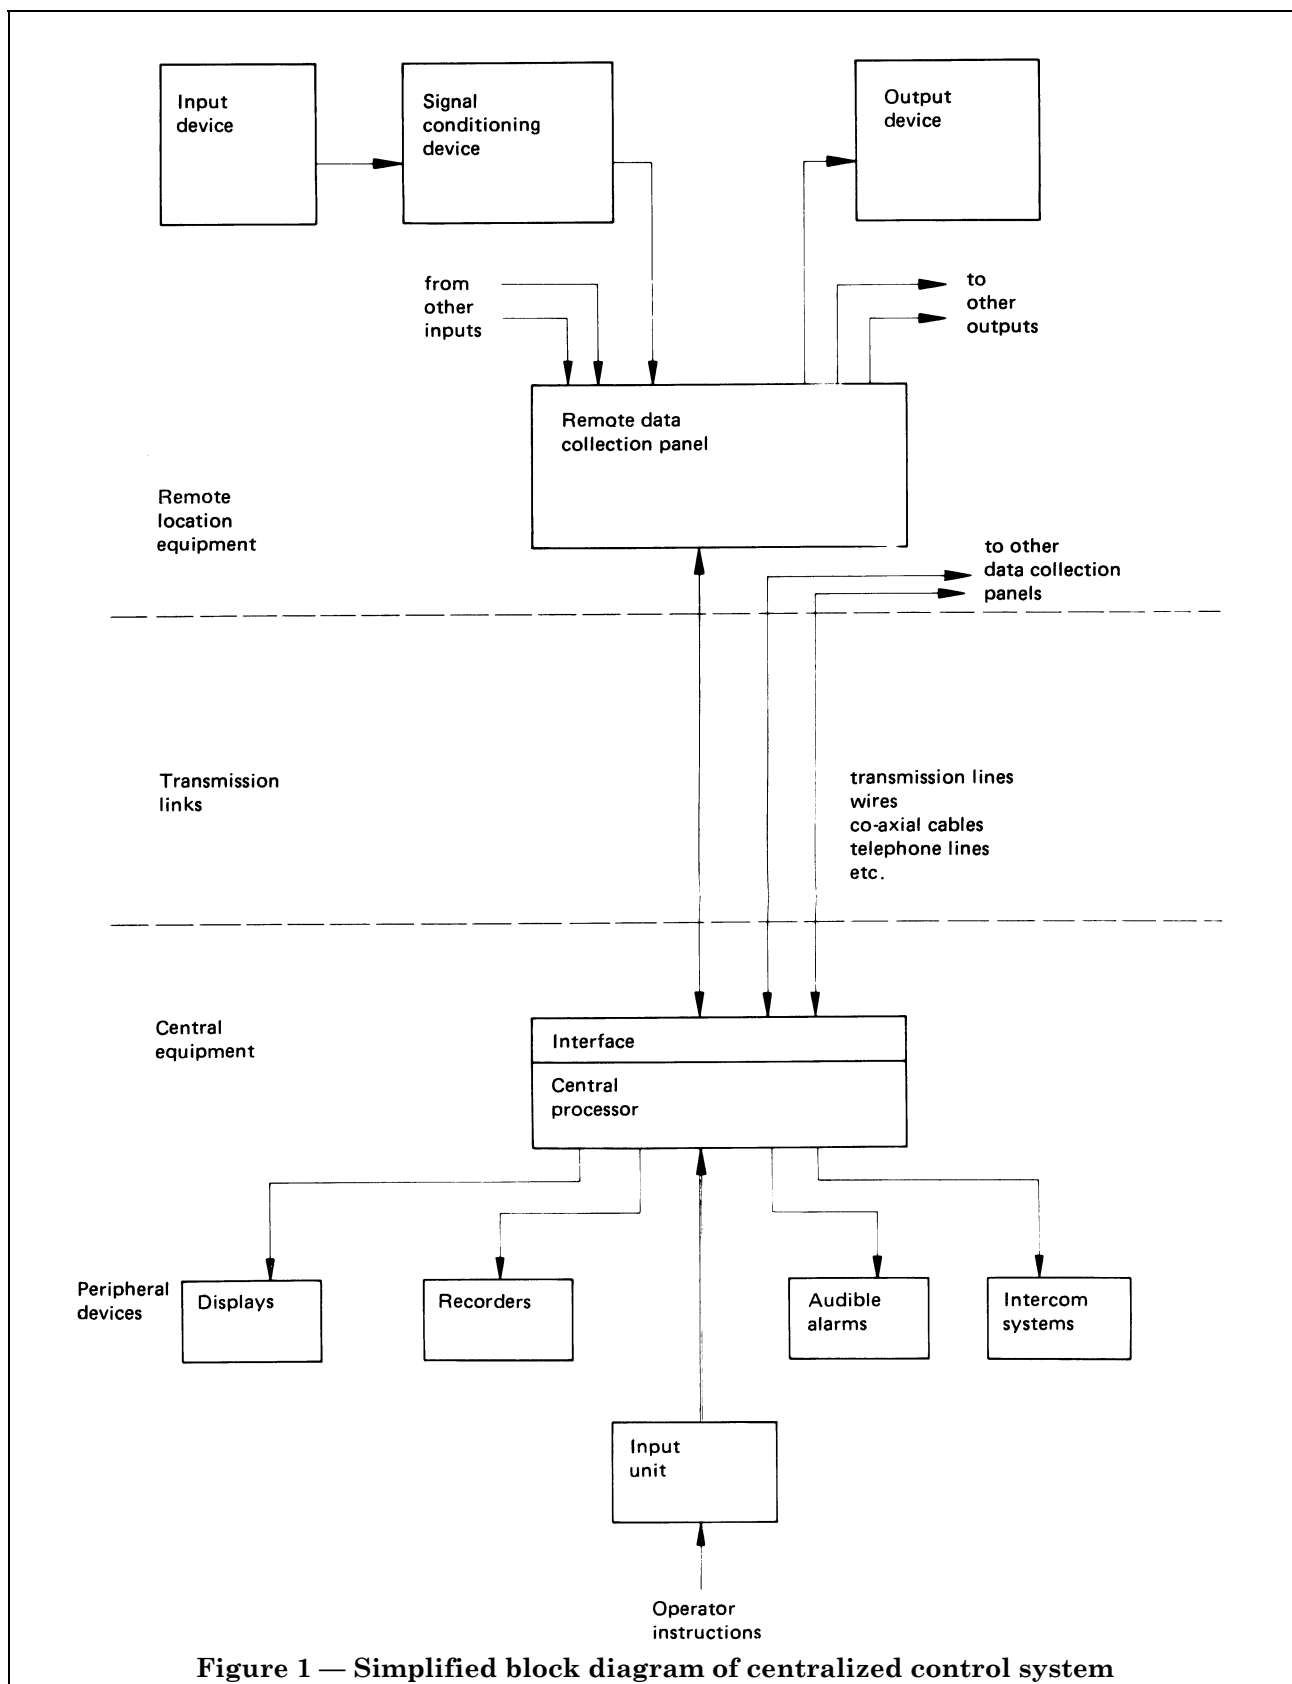 Input
device
Signal
conditioning
device
Output
device
from
other
inputs
to
other
outputs
Remote data
collection panel
Remote
location
equipment
to other
data collection
panels
Transmission
links
transmission lines
wires
co-axial cables
telephone lines
etc.
Central
equipment
Interface
Central
processor
Peripheral
devices
Displays
Recorders
Audible
alarms
Intercom
systems
Input
unit
Operator
instructions
Figure 1 — Simplified block diagram of centralized control system